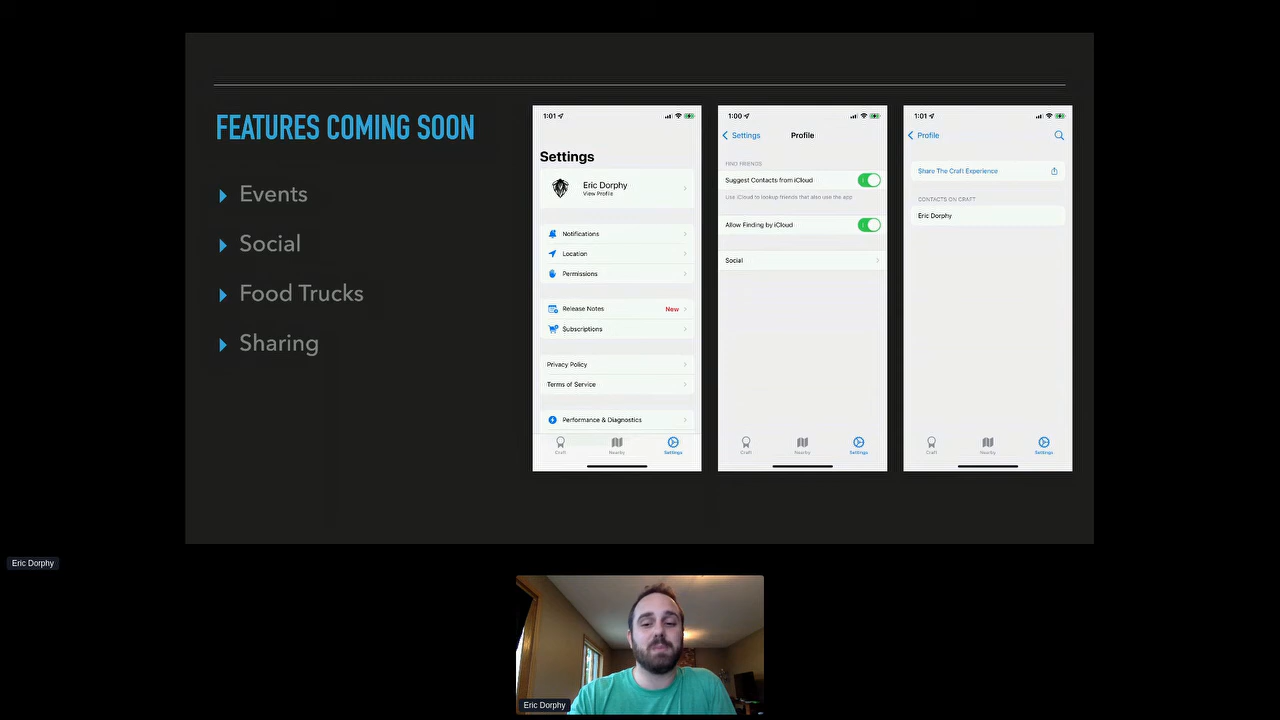 FEATURES COMING SOON
Events
Social
Food Trucks
Sharing
1:01
Settings
Eric Dorphy
View Profile
Notifications
Location
Permissions
Release Notes New
Subscriptions
Privacy Policy
Terms of Service
Performance & Diagnostics
Craft Nearby Settings
1:00
Settings Profile
FIND FRIENDS
Suggest Contacts from iCloud
Use iCloud to lookup friends that also use the app
Allow Finding by iCloud
Social
Craft Nearby Settings
1:01
Profile
Share The Craft Experience
CONTACTS ON CRAFT
Eric Dorphy
Craft Nearby Settings
Eric Dorphy
Eric Dorphy